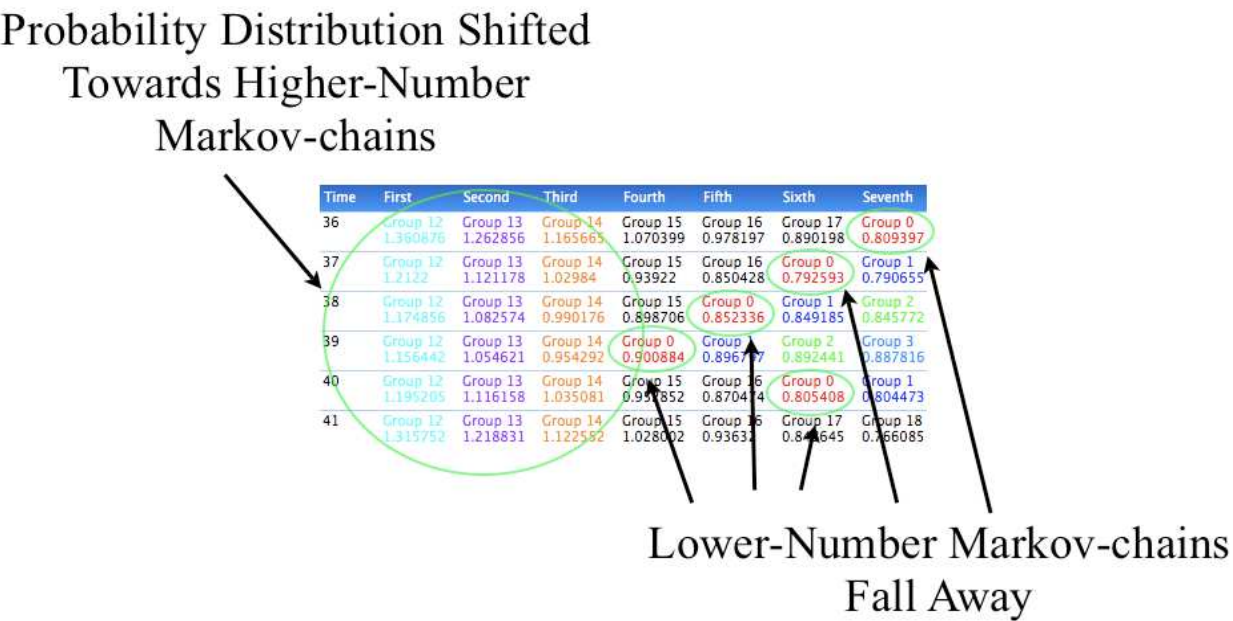 Probability Distribution Shifted
Towards Higher-Number
Markov-chains
Time First Second Third Fourth Fifth Sixth Seventh
36 Group 12 Group 13 Group 14 Group 15 Group 16 Group 17 Group 0
1.360876 1.262856 1.165665 1.070399 0.978197 0.890198 0.809397
37 Group 12 Group 13 Group 14 Group 15 Group 16 Group 0 Group 1
1.2122 1.121178 1.02984 0.93922 0.850428 0.792593 0.790655
38 Group 12 Group 13 Group 14 Group 15 Group 0 Group 1 Group 2
1.174856 1.082574 0.990176 0.898706 0.852336 0.849185 0.845772
39 Group 12 Group 13 Group 14 Group 0 Group Group 2 Group 3
1.156442 1.054621 0.954292 0.900884 0.892441 0.887816
40 Group 12 Group 13 Group 14 Group 15 Group 16 Group 0 Group 1
1.195205 1.116158 1.035081 0.805408 0.804473
41 Group 12 Group 13 Group 14 Group 15 Group 16 Group 17 Group 18
1.315752 1.218831 1.122552 1.028002 0.93632 0.766085
Lower-Number Markov-chains
Fall Away